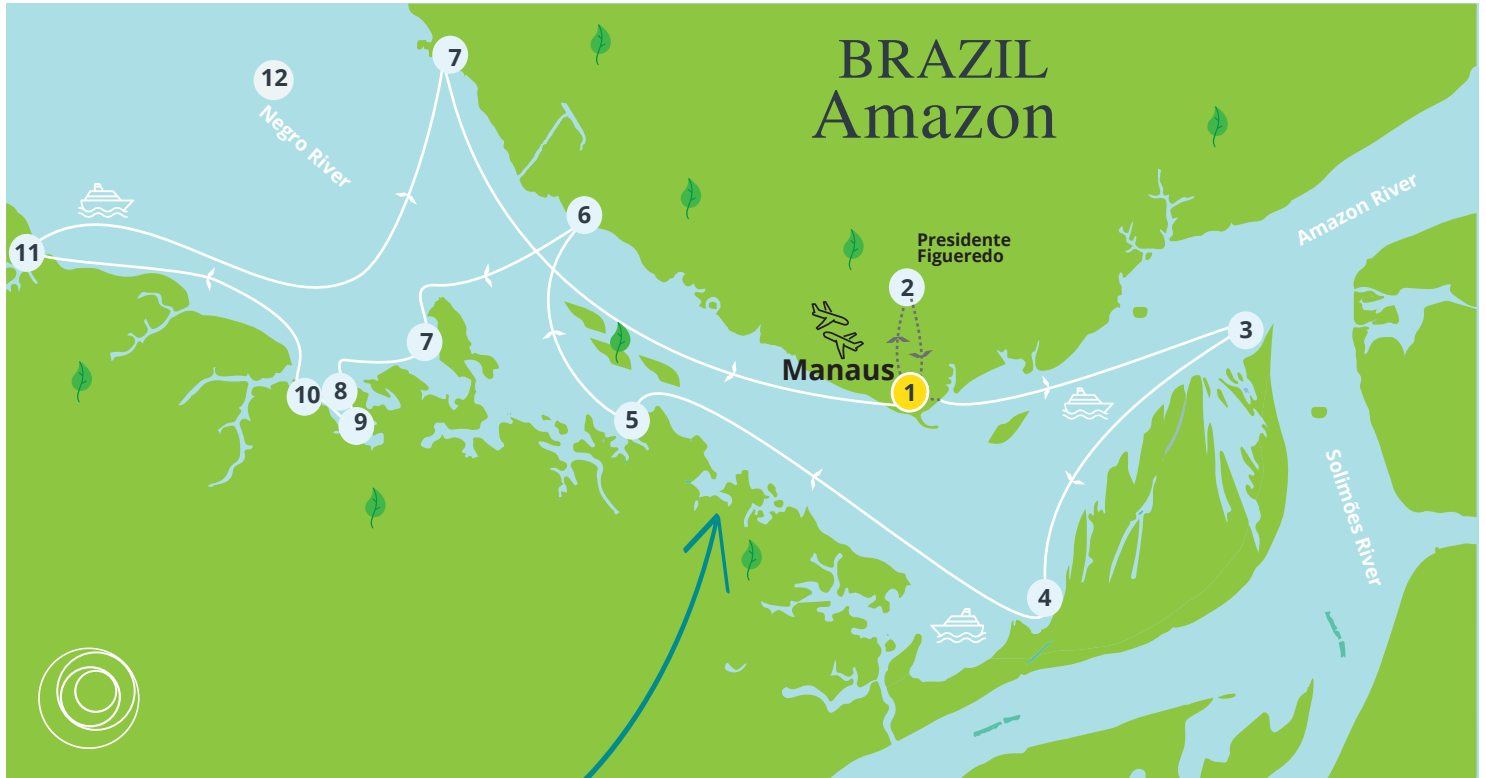 BRAZIL
Amazon
7
12
Negro River
Amazon River
6
Presidente
Figueredo
11
2
3
7
Manaus
1
8
10
9
5
Solimões River
4